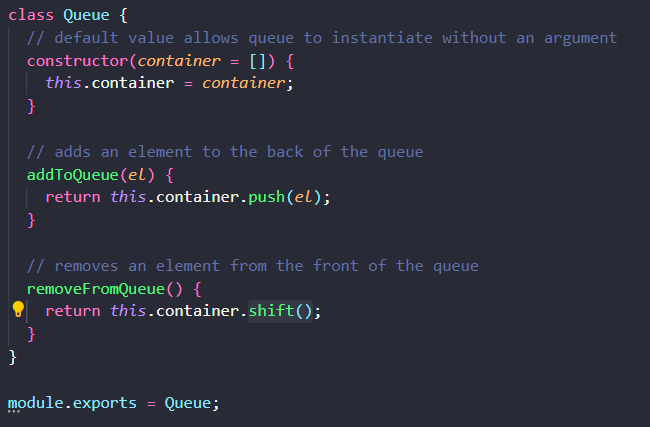 class Queue {
  // default value allows queue to instantiate without an argument
  constructor(container = []) {
    this.container = container;
  }

  // adds an element to the back of the queue
  addToQueue(el) {
    return this.container.push(el);
  }

  // removes an element from the front of the queue
  removeFromQueue() {
    return this.container.shift();
  }
}

module.exports = Queue;